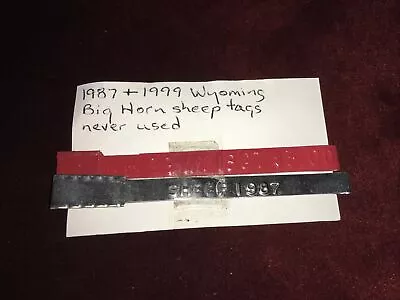 1987 + 1999 Wyoming
Big Horn sheep tags
never used
SHEEP 1987